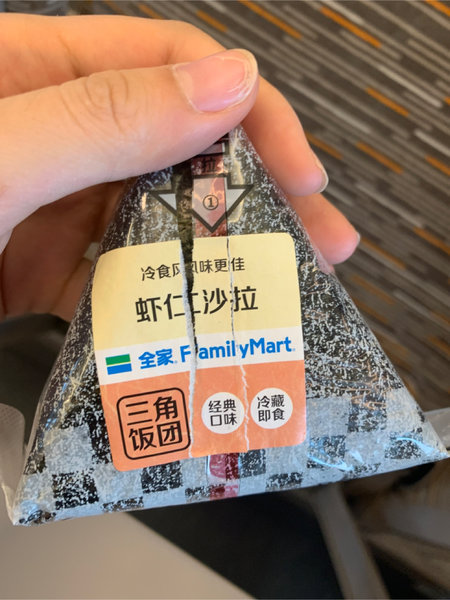 拉
①
冷食风味更佳
虾仁沙拉
全家 FamilyMart
三角
饭团
经典
口味
冷藏
即食